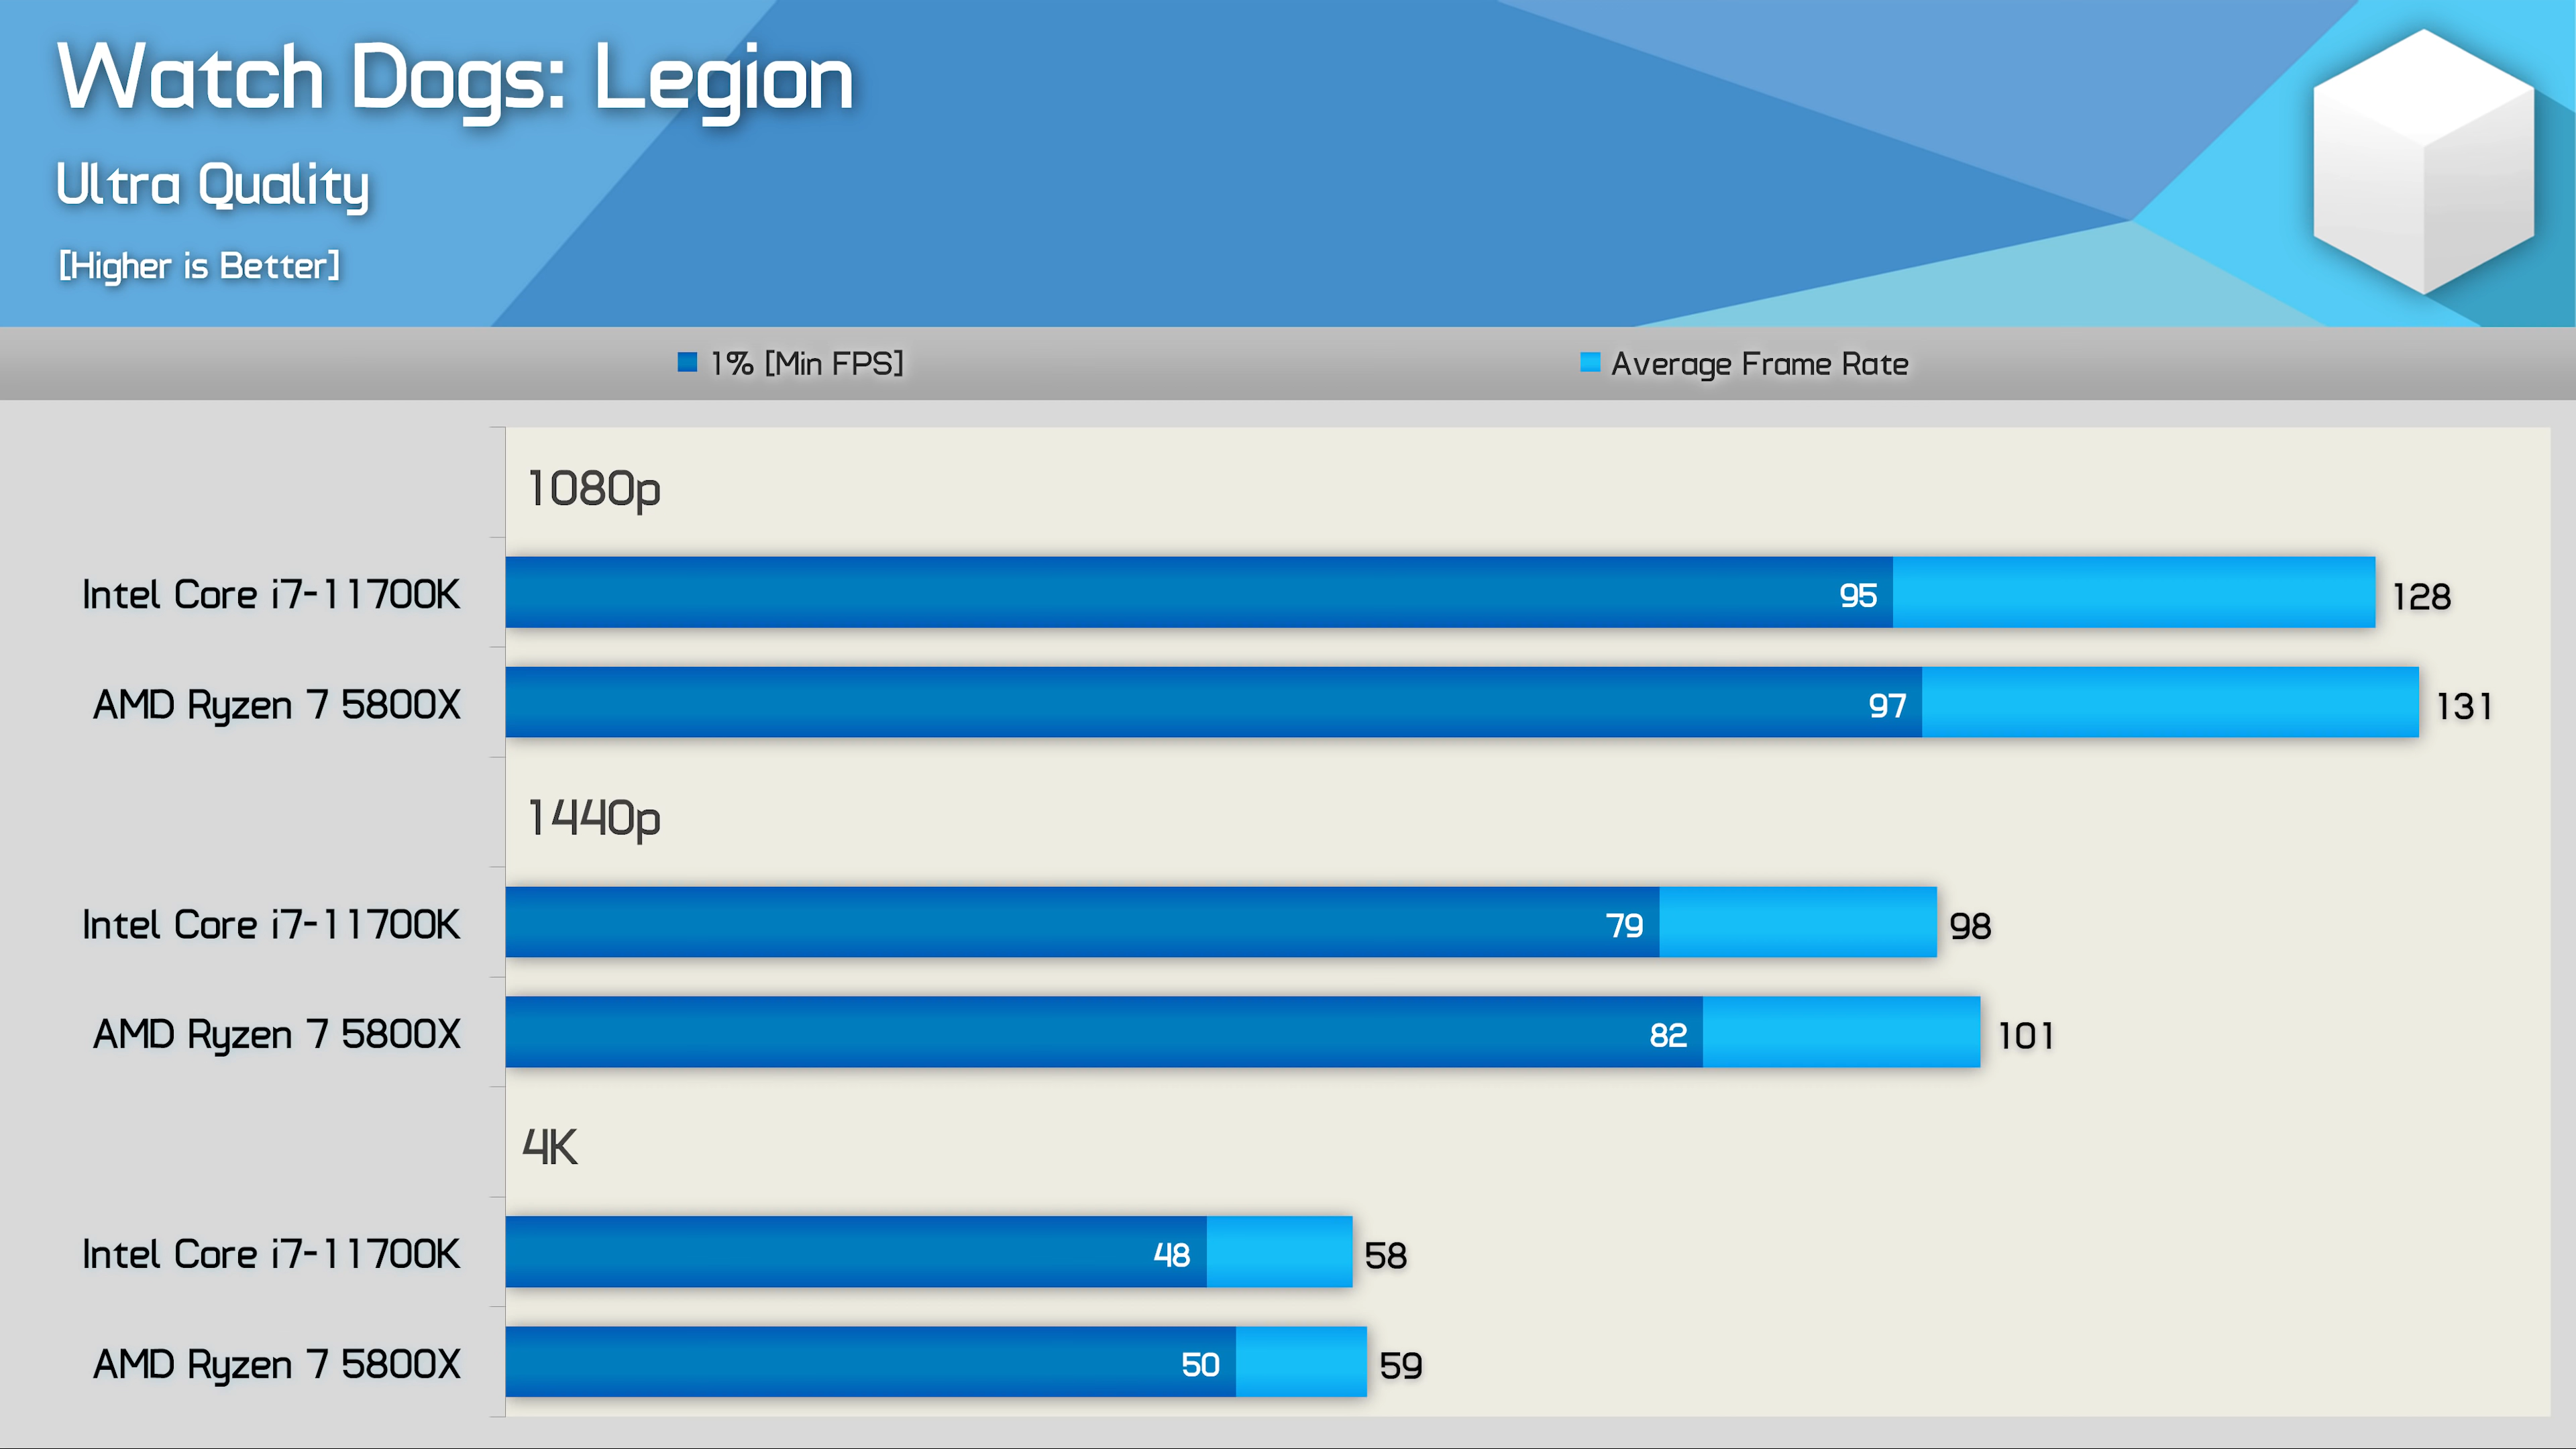 Watch Dogs: Legion
Ultra Quality
[Higher is Better]
1% [Min FPS] Average Frame Rate
1080p
Intel Core i7-11700K 95 128
AMD Ryzen 7 5800X 97 131
1440p
Intel Core i7-11700K 79 98
AMD Ryzen 7 5800X 82 101
4K
Intel Core i7-11700K 48 58
AMD Ryzen 7 5800X 50 59